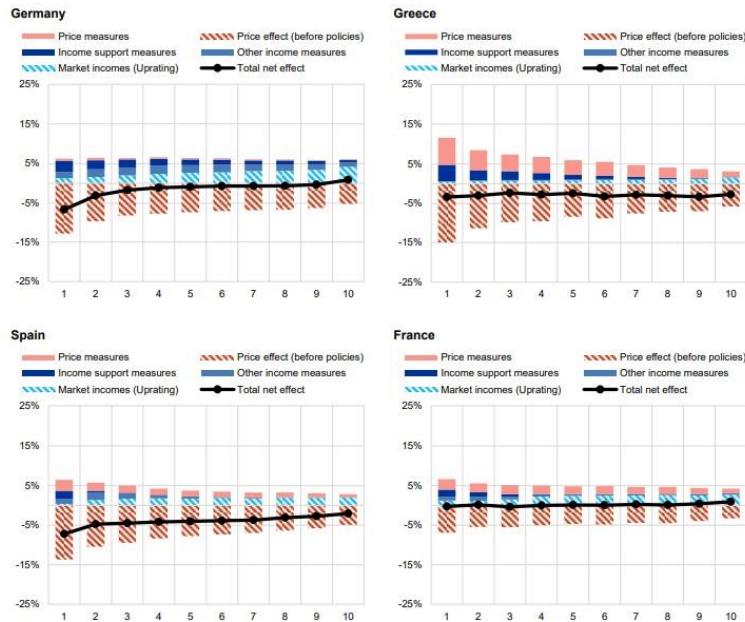 Germany
Price measures
Price effect (before policies)
Income support measures
Other income measures
Market incomes (Uprating)
Total net effect
25%
15%
5%
-5%
-15%
-25%
1 2 3 4 5 6 7 8 9 10
Greece
Price measures
Price effect (before policies)
Income support measures
Other income measures
Market incomes (Uprating)
Total net effect
25%
15%
5%
-5%
-15%
-25%
1 2 3 4 5 6 7 8 9 10
Spain
Price measures
Price effect (before policies)
Income support measures
Other income measures
Market incomes (Uprating)
Total net effect
25%
15%
5%
-5%
-15%
-25%
1 2 3 4 5 6 7 8 9 10
France
Price measures
Price effect (before policies)
Income support measures
Other income measures
Market incomes (Uprating)
Total net effect
25%
15%
5%
-5%
-15%
-25%
1 2 3 4 5 6 7 8 9 10